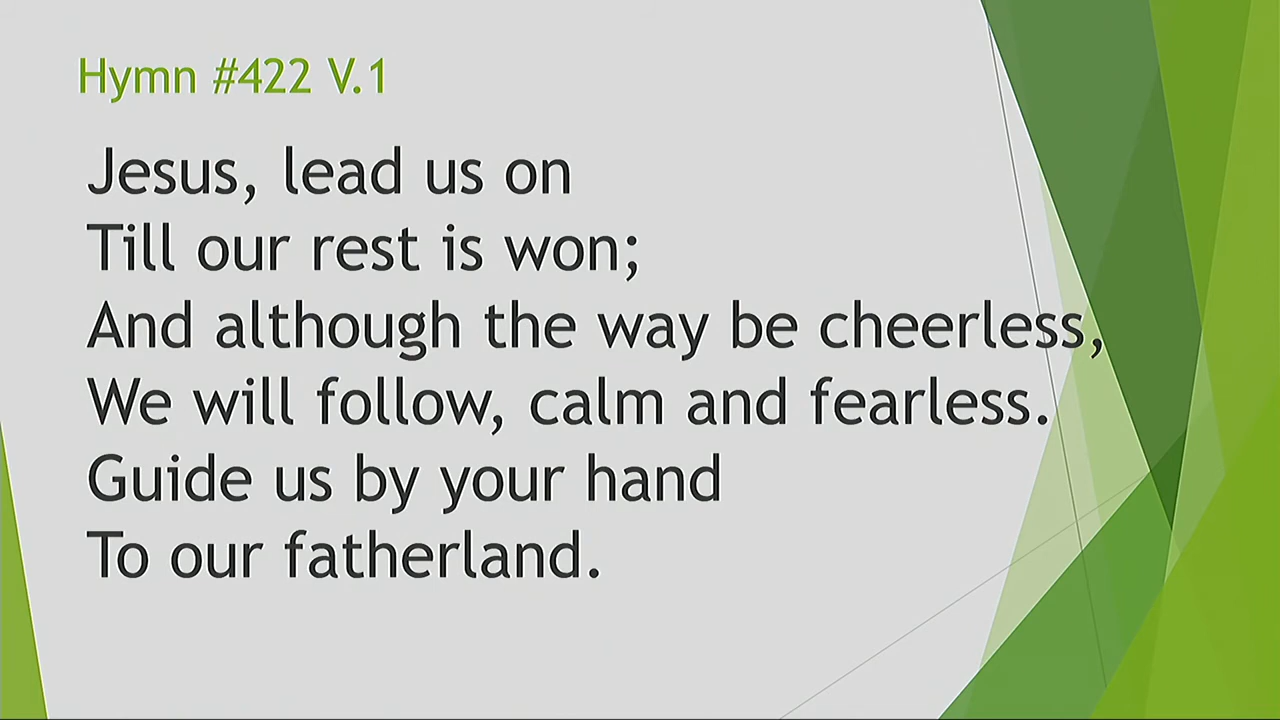 Hymn #422 V.1
Jesus, lead us on
Till our rest is won;
And although the way be cheerless,
We will follow, calm and fearless.
Guide us by your hand
To our fatherland.